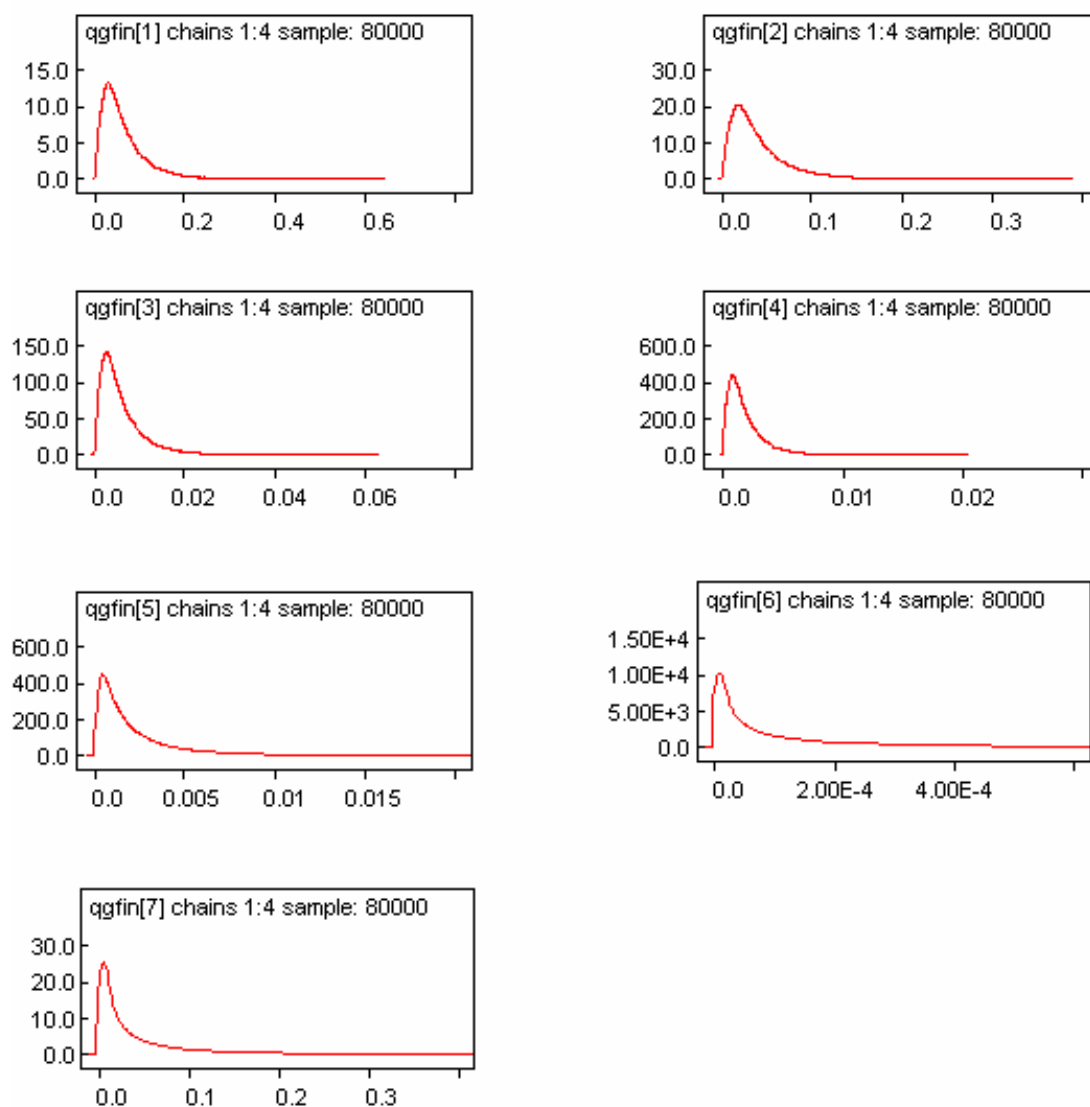 qgfin[1] chains 1:4 sample: 80000
15.0
10.0
5.0
0.0
0.0 0.2 0.4 0.6
qgfin[2] chains 1:4 sample: 80000
30.0
20.0
10.0
0.0
0.0 0.1 0.2 0.3
qgfin[3] chains 1:4 sample: 80000
150.0
100.0
50.0
0.0
0.0 0.02 0.04 0.06
qgfin[4] chains 1:4 sample: 80000
600.0
400.0
200.0
0.0
0.0 0.01 0.02
qgfin[5] chains 1:4 sample: 80000
600.0
400.0
200.0
0.0
0.0 0.005 0.01 0.015
qgfin[6] chains 1:4 sample: 80000
1.50E+4
1.00E+4
5.00E+3
0.0
0.0 2.00E-4 4.00E-4
qgfin[7] chains 1:4 sample: 80000
30.0
20.0
10.0
0.0
0.0 0.1 0.2 0.3